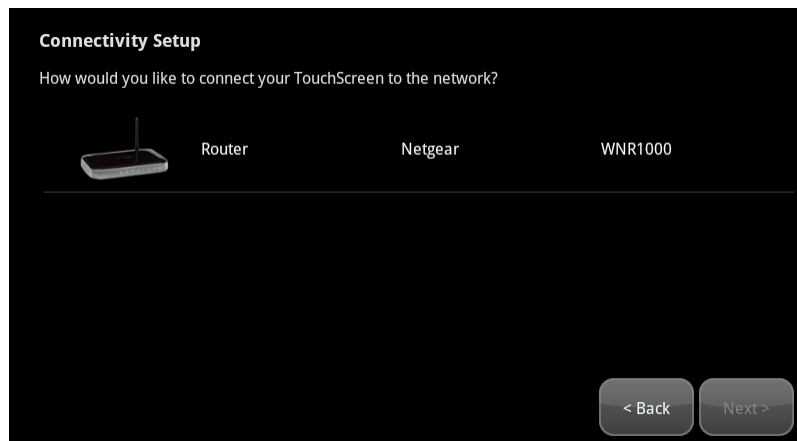 Connectivity Setup
How would you like to connect your TouchScreen to the network?
Router Netgear WNR1000
< Back Next >